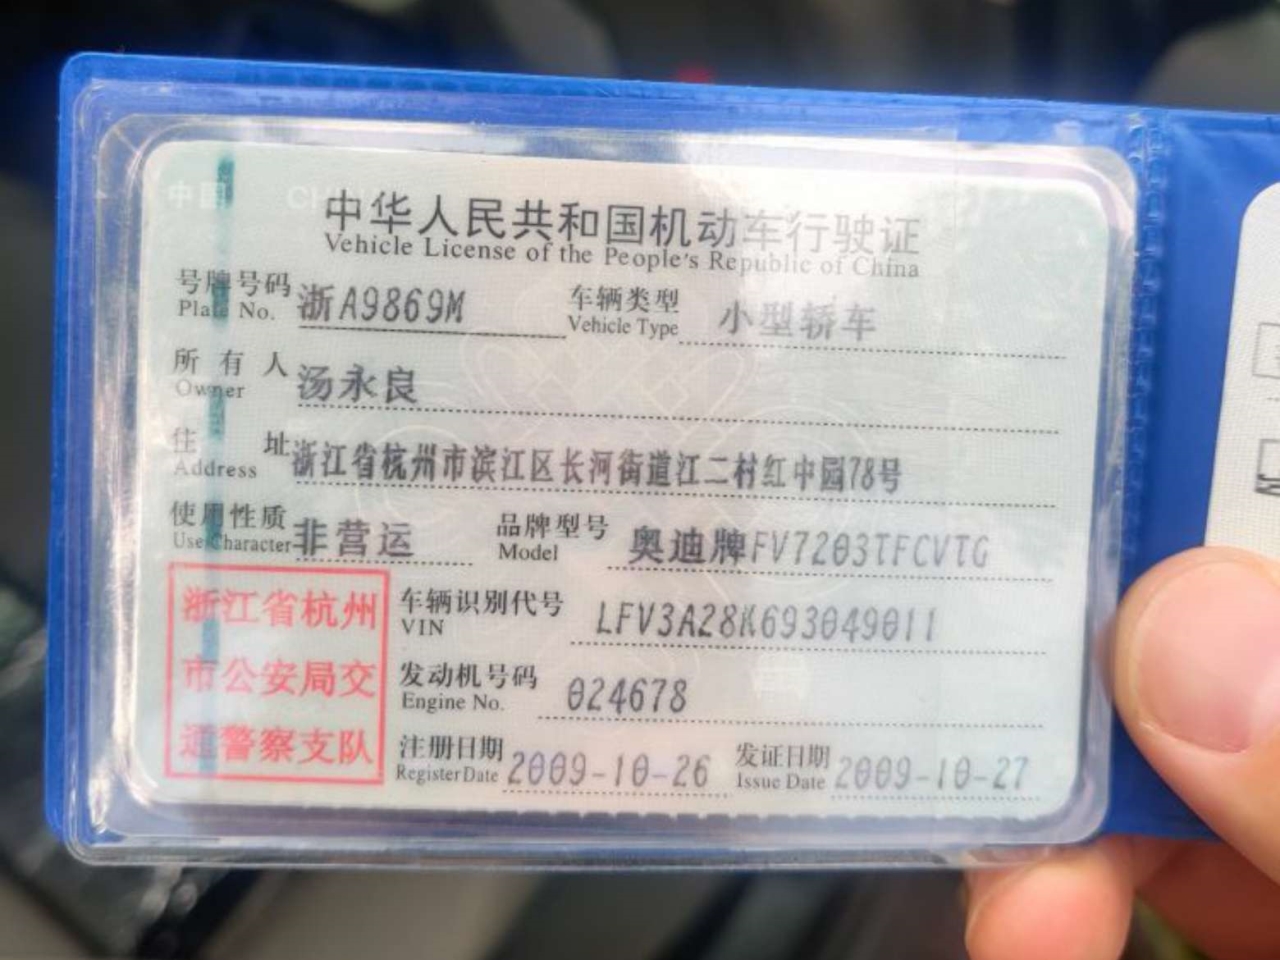 中国 CHINA
中华人民共和国机动车行驶证
Vehicle License of the People's Republic of China
号牌号码 浙A9869M 车辆类型 小型轿车
Plate No. Vehicle Type
所有人 汤永良
Owner
住址 浙江省杭州市滨江区长河街道江二村红中园78号
Address
使用性质 非营运 品牌型号 奥迪牌FV7203TFCVTG
Use Character Model
浙江省杭州
市公安局交
通警察支队
车辆识别代号 LFV3A28K693049011
VIN
发动机号码 024678
Engine No.
注册日期 2009-10-26 发证日期 2009-10-27
Register Date Issue Date